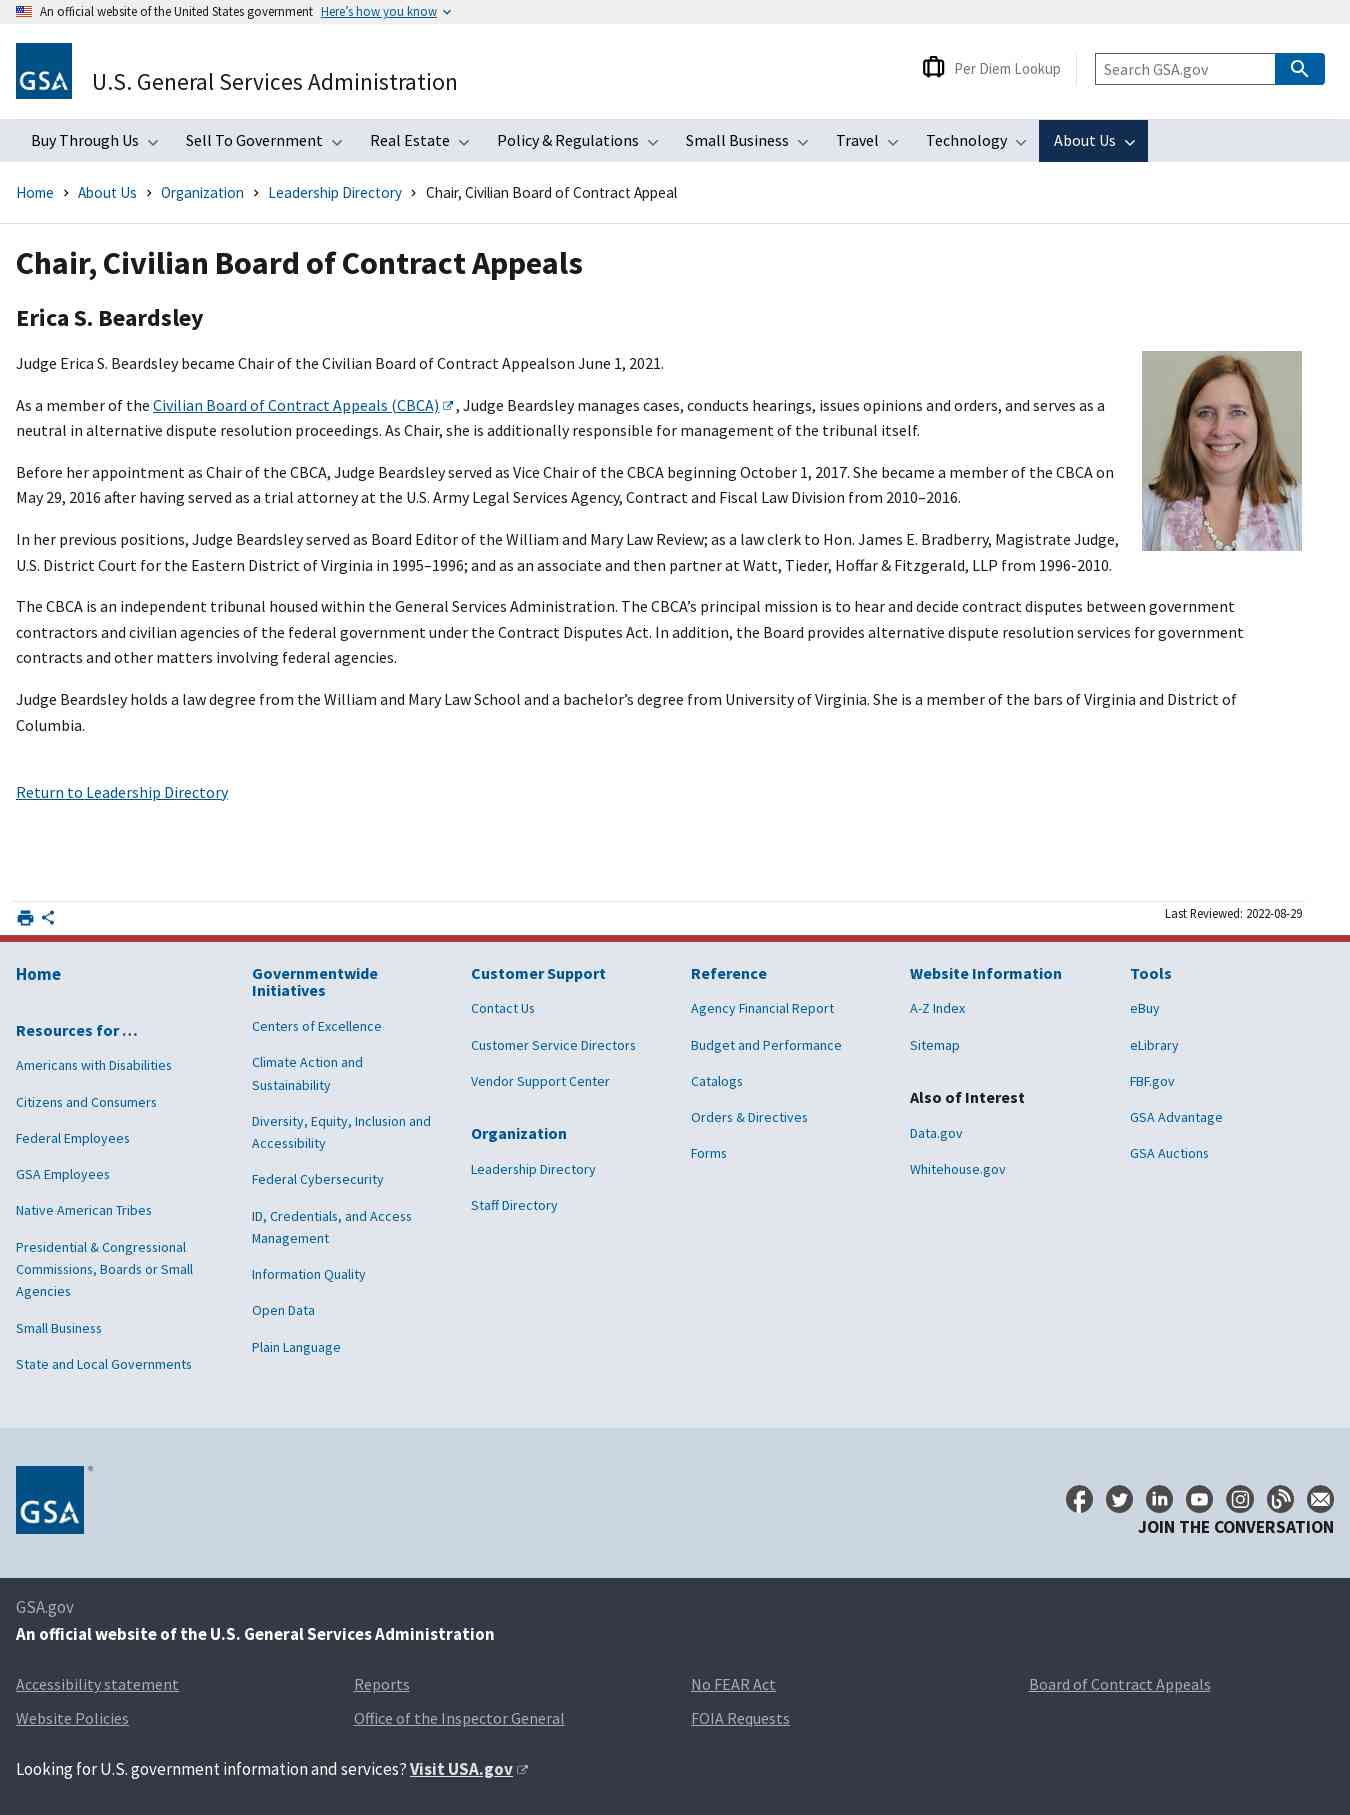 An official website of the United States government Here's how you know
GSA
U.S. General Services Administration
Per Diem Lookup
Search GSA.gov
Buy Through Us Sell To Government Real Estate Policy & Regulations Small Business Travel Technology About Us
Home About Us Organization Leadership Directory Chair, Civilian Board of Contract Appeal
Chair, Civilian Board of Contract Appeals
Erica S. Beardsley
Judge Erica S. Beardsley became Chair of the Civilian Board of Contract Appealson June 1, 2021.
As a member of the Civilian Board of Contract Appeals (CBCA) , Judge Beardsley manages cases, conducts hearings, issues opinions and orders, and serves as a
neutral in alternative dispute resolution proceedings. As Chair, she is additionally responsible for management of the tribunal itself.
Before her appointment as Chair of the CBCA, Judge Beardsley served as Vice Chair of the CBCA beginning October 1, 2017. She became a member of the CBCA on
May 29, 2016 after having served as a trial attorney at the U.S. Army Legal Services Agency, Contract and Fiscal Law Division from 2010–2016.
In her previous positions, Judge Beardsley served as Board Editor of the William and Mary Law Review; as a law clerk to Hon. James E. Bradberry, Magistrate Judge,
U.S. District Court for the Eastern District of Virginia in 1995–1996; and as an associate and then partner at Watt, Tieder, Hoffar & Fitzgerald, LLP from 1996-2010.
The CBCA is an independent tribunal housed within the General Services Administration. The CBCA's principal mission is to hear and decide contract disputes between government
contractors and civilian agencies of the federal government under the Contract Disputes Act. In addition, the Board provides alternative dispute resolution services for government
contracts and other matters involving federal agencies.
Judge Beardsley holds a law degree from the William and Mary Law School and a bachelor's degree from University of Virginia. She is a member of the bars of Virginia and District of
Columbia.
Return to Leadership Directory
Last Reviewed: 2022-08-29
Home
Resources for …
Americans with Disabilities
Citizens and Consumers
Federal Employees
GSA Employees
Native American Tribes
Presidential & Congressional
Commissions, Boards or Small
Agencies
Small Business
State and Local Governments
Governmentwide
Initiatives
Centers of Excellence
Climate Action and
Sustainability
Diversity, Equity, Inclusion and
Accessibility
Federal Cybersecurity
ID, Credentials, and Access
Management
Information Quality
Open Data
Plain Language
Customer Support
Contact Us
Customer Service Directors
Vendor Support Center
Organization
Leadership Directory
Staff Directory
Reference
Agency Financial Report
Budget and Performance
Catalogs
Orders & Directives
Forms
Website Information
A-Z Index
Sitemap
Also of Interest
Data.gov
Whitehouse.gov
Tools
eBuy
eLibrary
FBF.gov
GSA Advantage
GSA Auctions
GSA
JOIN THE CONVERSATION
GSA.gov
An official website of the U.S. General Services Administration
Accessibility statement Reports No FEAR Act Board of Contract Appeals
Website Policies Office of the Inspector General FOIA Requests
Looking for U.S. government information and services? Visit USA.gov